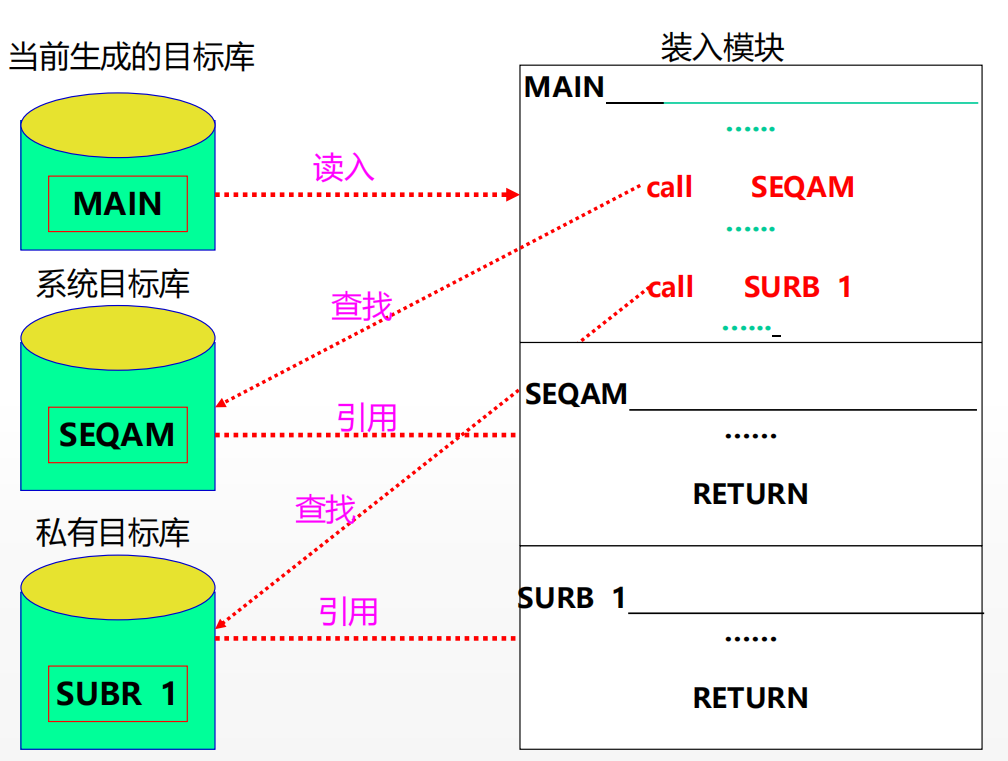 当前生成的目标库
MAIN
系统目标库
SEQAM
私有目标库
SUBR 1
读入
查找
引用
查找
引用
装入模块
MAIN
......
call SEQAM
......
call SURB 1
......
SEQAM
......
RETURN
SURB 1
......
RETURN